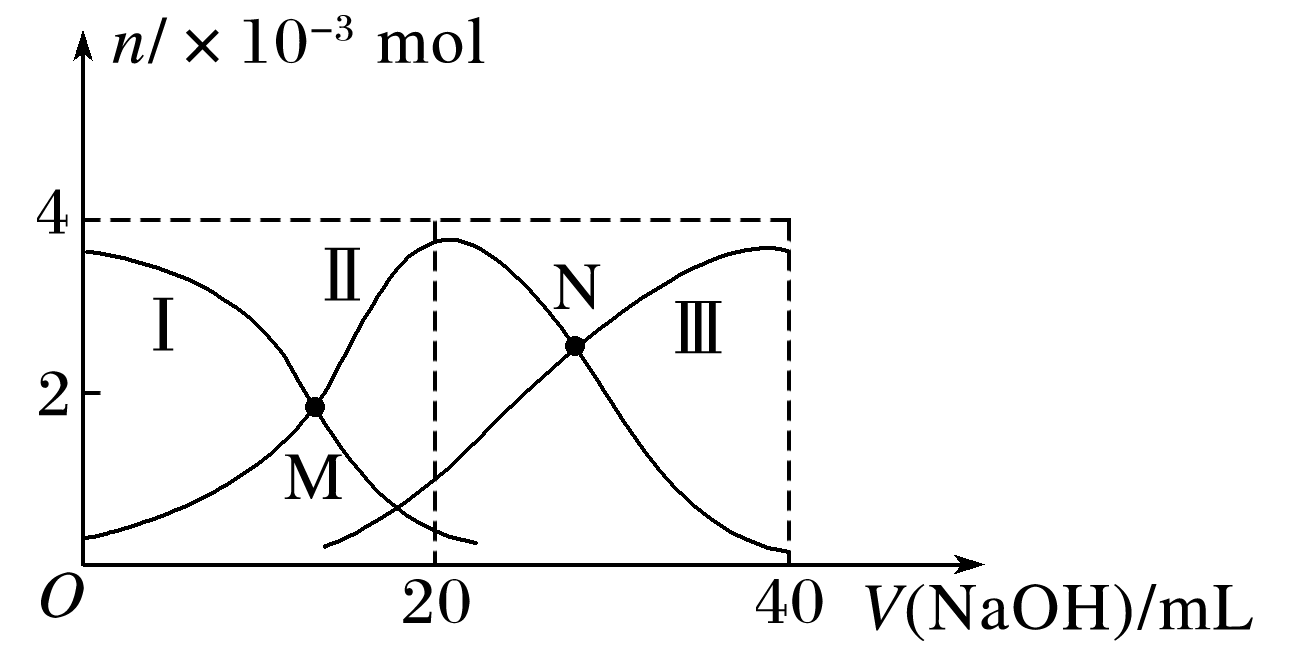 n/ × 10⁻³ mol
4
Ⅱ
N
Ⅰ
Ⅲ
2
M
O
20
40
V(NaOH)/mL